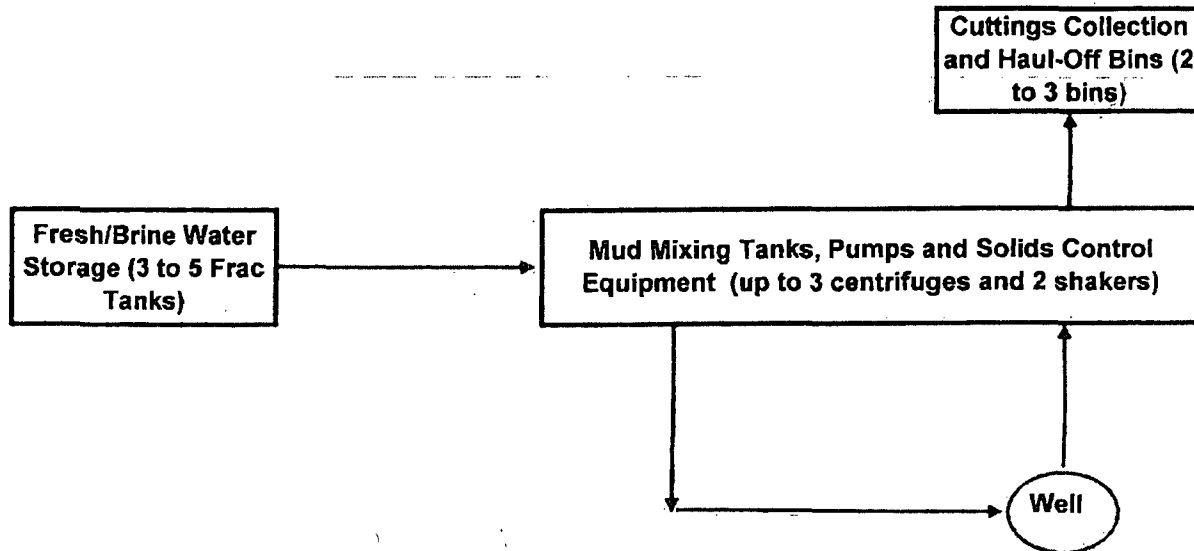 Cuttings Collection
and Haul-Off Bins (2
to 3 bins)
Fresh/Brine Water
Storage (3 to 5 Frac
Tanks)
Mud Mixing Tanks, Pumps and Solids Control
Equipment (up to 3 centrifuges and 2 shakers)
Well